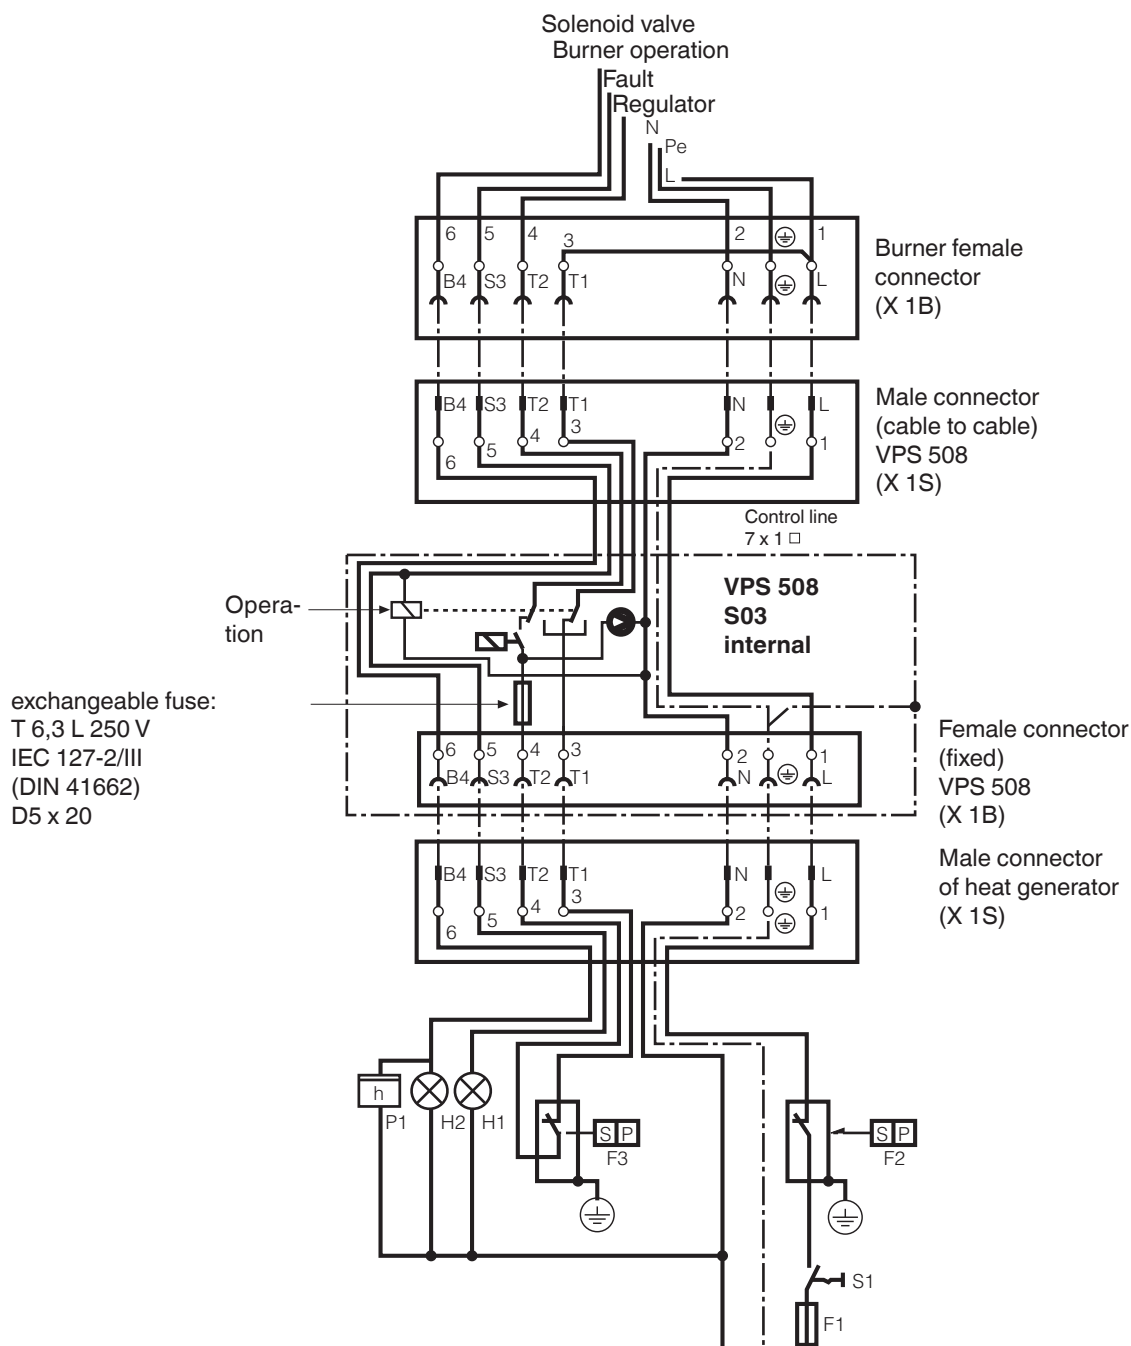 Solenoid valve
Burner operation
Fault
Regulator
N
Pe
L
6 5 4 3 2 1
B4 S3 T2 T1 N L
Burner female
connector
(X 1B)
B4 S3 T2 T1 N L
6 5 4 3 2 1
Male connector
(cable to cable)
VPS 508
(X 1S)
Control line
7 x 1 □
VPS 508
S03
internal
Opera-
tion
exchangeable fuse:
T 6,3 L 250 V
IEC 127-2/III
(DIN 41662)
D5 x 20
6 5 4 3 2 1
B4 S3 T2 T1 N L
Female connector
(fixed)
VPS 508
(X 1B)
B4 S3 T2 T1 N L
6 5 4 3 2 1
Male connector
of heat generator
(X 1S)
h
P1 H2 H1
S P
F3
S P
F2
S1
F1